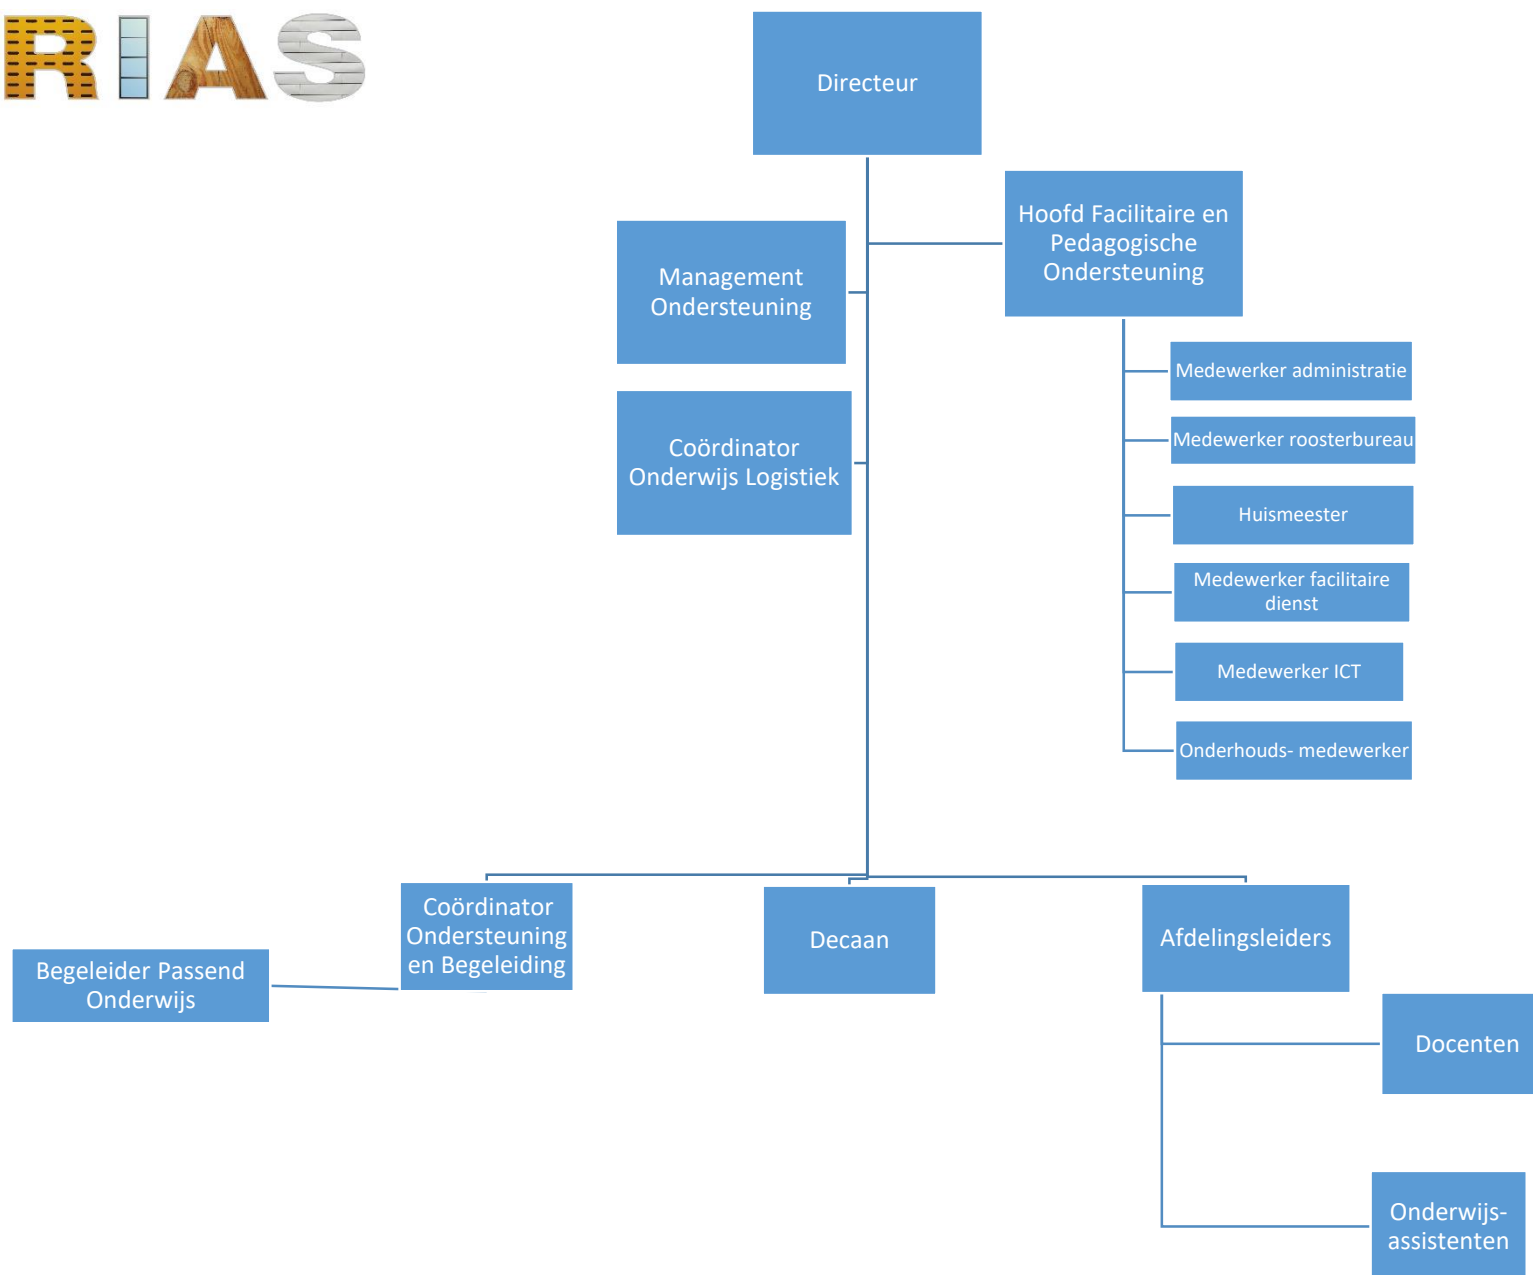 RIAS
Directeur
Hoofd Facilitaire en
Pedagogische
Ondersteuning
Management
Ondersteuning
Medewerker administratie
Coördinator
Onderwijs Logistiek
Medewerker roosterbureau
Huismeester
Medewerker facilitaire
dienst
Medewerker ICT
Onderhouds- medewerker
Coördinator
Ondersteuning
en Begeleiding
Decaan
Afdelingsleiders
Begeleider Passend
Onderwijs
Docenten
Onderwijs-
assistenten